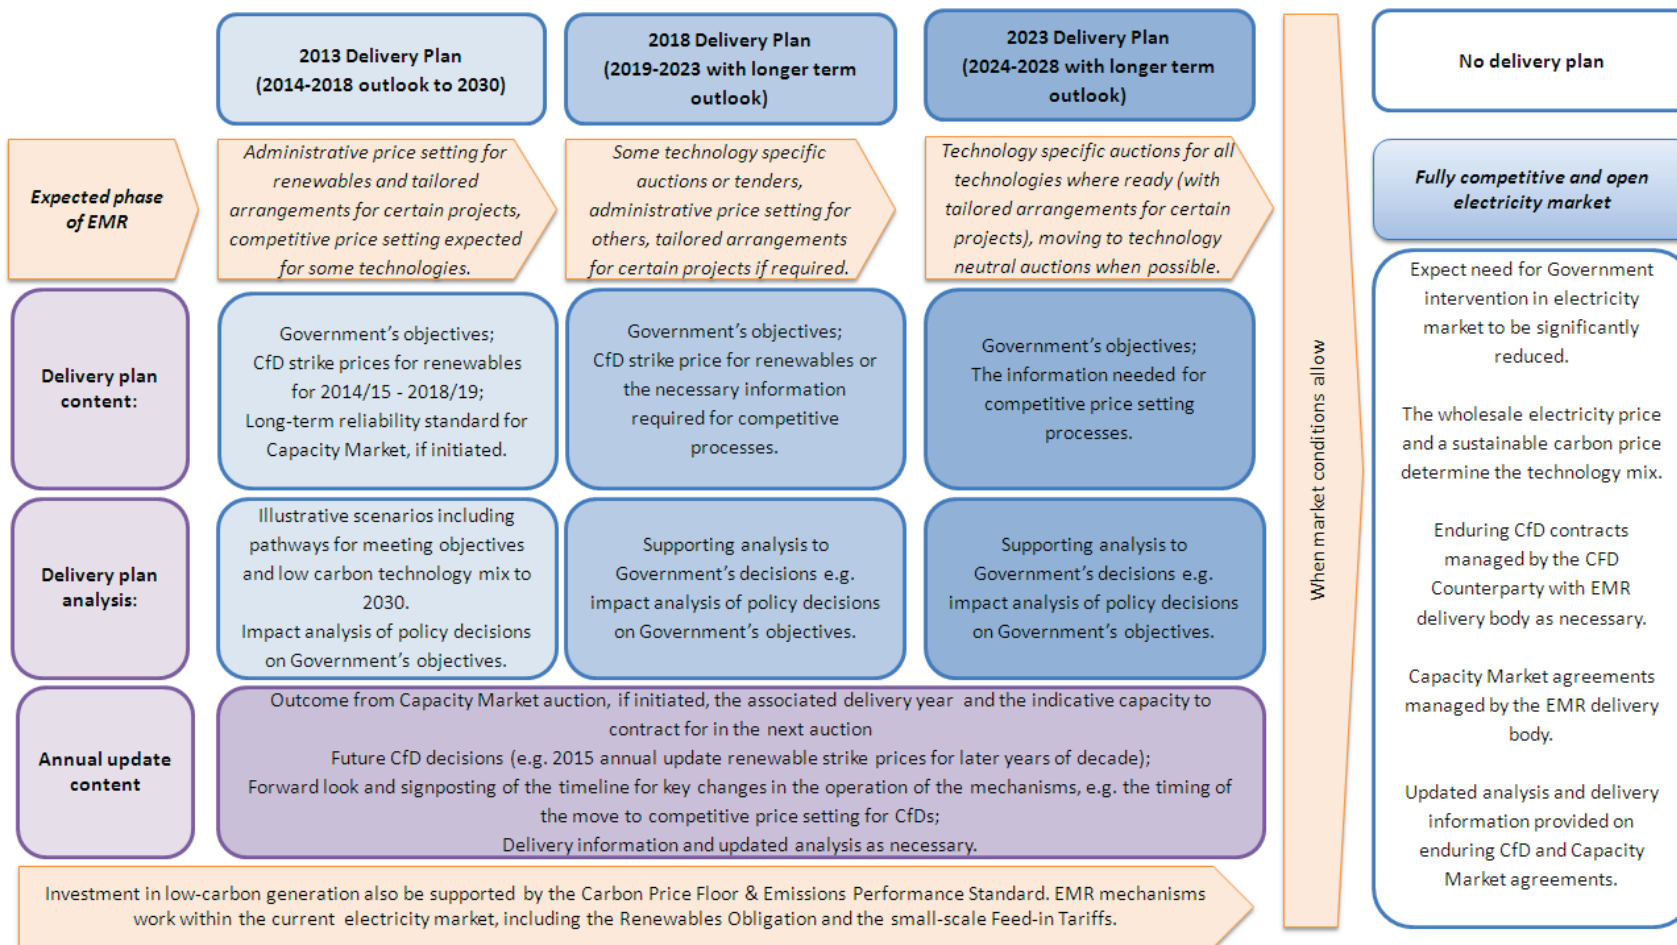 2013 Delivery Plan
(2014-2018 outlook to 2030)
2018 Delivery Plan
(2019-2023 with longer term
outlook)
2023 Delivery Plan
(2024-2028 with longer term
outlook)
No delivery plan
Expected phase
of EMR
Administrative price setting for
renewables and tailored
arrangements for certain projects,
competitive price setting expected
for some technologies.
Some technology specific
auctions or tenders,
administrative price setting for
others, tailored arrangements
for certain projects if required.
Technology specific auctions for all
technologies where ready (with
tailored arrangements for certain
projects), moving to technology
neutral auctions when possible.
Fully competitive and open
electricity market
Delivery plan
content:
Government's objectives;
CfD strike prices for renewables
for 2014/15 - 2018/19;
Long-term reliability standard for
Capacity Market, if initiated.
Government's objectives;
CfD strike price for renewables or
the necessary information
required for competitive
processes.
Government's objectives;
The information needed for
competitive price setting
processes.
Delivery plan
analysis:
Illustrative scenarios including
pathways for meeting objectives
and low carbon technology mix to
2030.
Impact analysis of policy decisions
on Government's objectives.
Supporting analysis to
Government's decisions e.g.
impact analysis of policy decisions
on Government's objectives.
Supporting analysis to
Government's decisions e.g.
impact analysis of policy decisions
on Government's objectives.
Annual update
content
Outcome from Capacity Market auction, if initiated, the associated delivery year and the indicative capacity to
contract for in the next auction
Future CfD decisions (e.g. 2015 annual update renewable strike prices for later years of decade);
Forward look and signposting of the timeline for key changes in the operation of the mechanisms, e.g. the timing of
the move to competitive price setting for CfDs;
Delivery information and updated analysis as necessary.
Investment in low-carbon generation also be supported by the Carbon Price Floor & Emissions Performance Standard. EMR mechanisms
work within the current electricity market, including the Renewables Obligation and the small-scale Feed-in Tariffs.
When market conditions allow
Expect need for Government
intervention in electricity
market to be significantly
reduced.
The wholesale electricity price
and a sustainable carbon price
determine the technology mix.
Enduring CfD contracts
managed by the CFD
Counterparty with EMR
delivery body as necessary.
Capacity Market agreements
managed by the EMR delivery
body.
Updated analysis and delivery
information provided on
enduring CfD and Capacity
Market agreements.